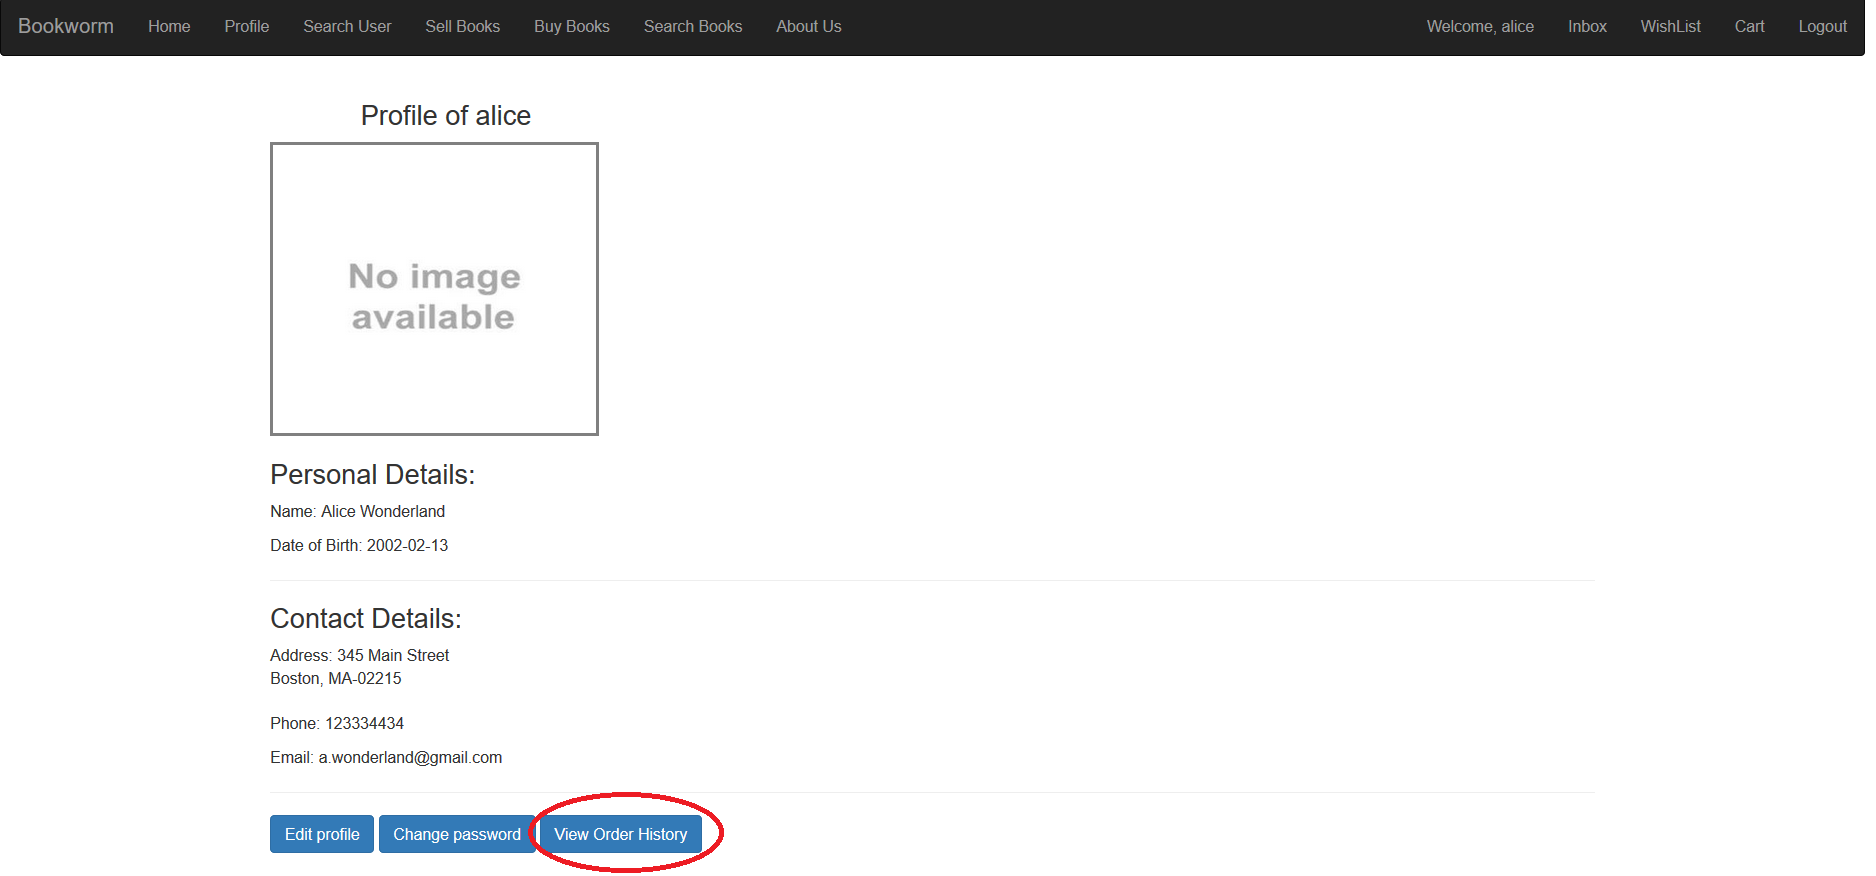 Bookworm Home Profile Search User Sell Books Buy Books Search Books About Us Welcome, alice Inbox WishList Cart Logout
Profile of alice
No image
available
Personal Details:
Name: Alice Wonderland
Date of Birth: 2002-02-13
Contact Details:
Address: 345 Main Street
Boston, MA-02215
Phone: 123334434
Email: a.wonderland@gmail.com
Edit profile Change password View Order History